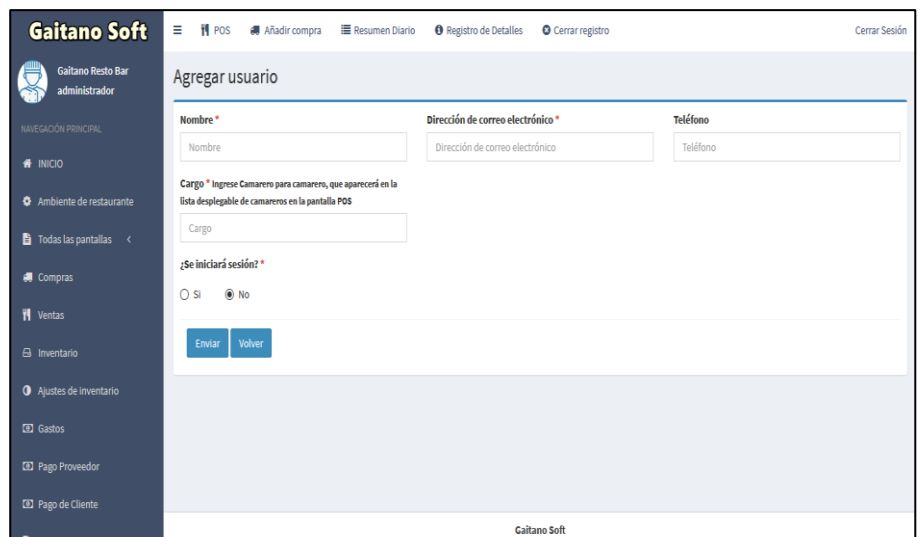 Gaitano Soft
POS
Añadir compra
Resumen Diario
Registro de Detalles
Cerrar registro
Cerrar Sesión
Gaitano Resto Bar
administrador
NAVEGACIÓN PRINCIPAL
INICIO
Ambiente de restaurante
Todas las pantallas
Compras
Ventas
Inventario
Ajustes de inventario
Gastos
Pago Proveedor
Pago de Cliente
Agregar usuario
Nombre *
Nombre
Dirección de correo electrónico *
Dirección de correo electrónico
Teléfono
Teléfono
Cargo * Ingrese Camarero para camarero, que aparecerá en la
lista desplegable de camareros en la pantalla POS
Cargo
¿Se iniciará sesión? *
Si
No
Enviar
Volver
Gaitano Soft